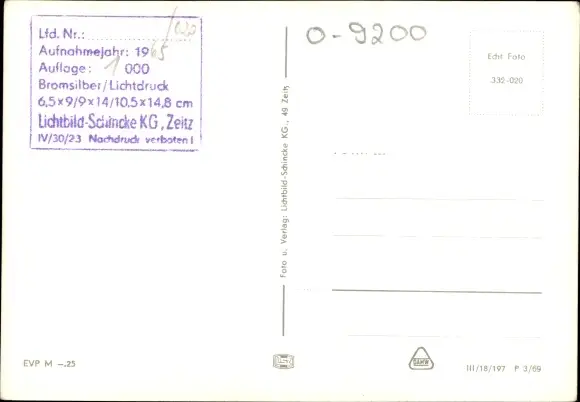 Lfd. Nr.:
Aufnahmejahr: 1965
Auflage: 1 000
Bromsilber/Lichtdruck
6,5×9/9×14/10,5×14,8 cm
Lichtbild-Schincke KG, Zeitz
IV/30/23 Nachdruck verboten!
0-9200
Echt Foto
332-020
Foto u. Verlag: Lichtbild-Schincke KG., 49 Zeitz
EVP M –.25
III/18/197 P 3/69